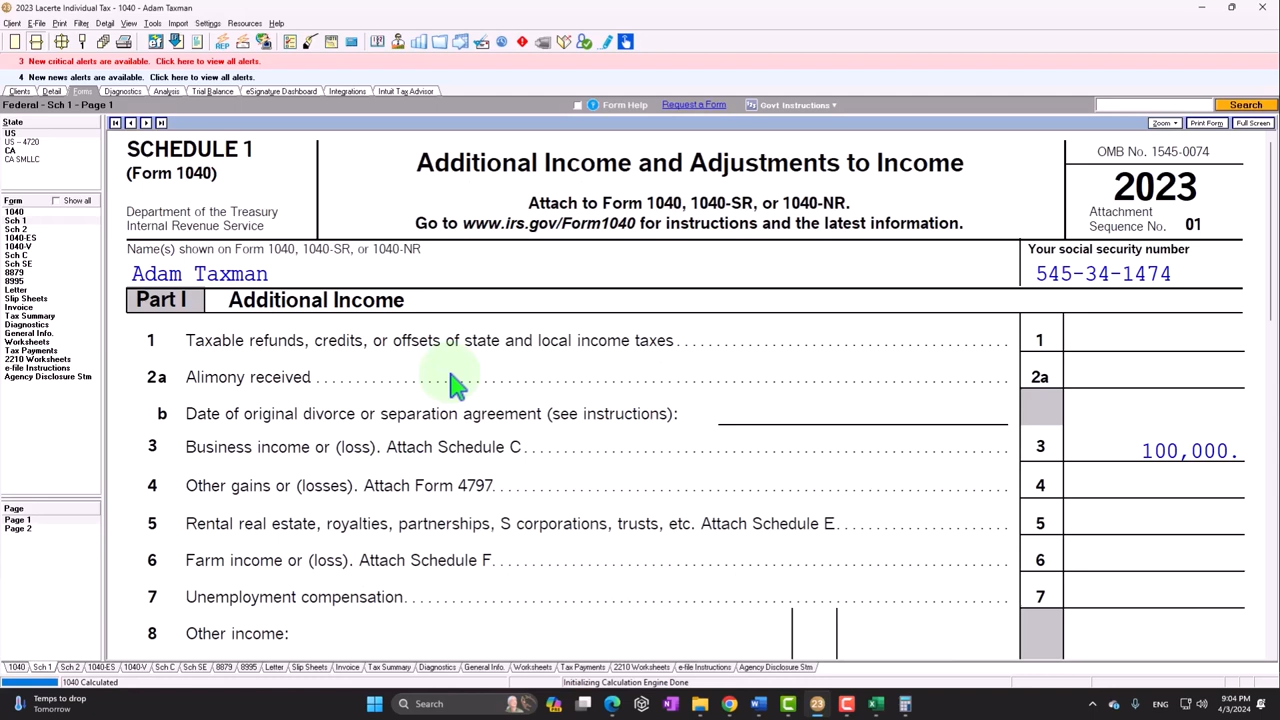 2023 Lacerte Individual Tax - 1040 - Adam Taxman
Client E-File Print Filter Detail View Tools Import Settings Resources Help
REP
3 New critical alerts are available. Click here to view all alerts.
4 New news alerts are available. Click here to view all alerts.
Clients Detail Forms Diagnostics Analysis Trial Balance eSignature Dashboard Integrations Intuit Tax Advisor
Federal - Sch 1 - Page 1
Form Help Request a Form Govt Instructions Search
Zoom Print Form Full Screen
State
US
US - 4720
CA
CA SMLLC
Form Show all
1040
Sch 1
Sch 2
1040-ES
1040-V
Sch C
Sch SE
8879
8995
Letter
Slip Sheets
Invoice
Tax Summary
Diagnostics
General Info.
Worksheets
Tax Payments
2210 Worksheets
e-file Instructions
Agency Disclosure Stm
Page
Page 1
Page 2
SCHEDULE 1
(Form 1040)
Department of the Treasury
Internal Revenue Service
Additional Income and Adjustments to Income
Attach to Form 1040, 1040-SR, or 1040-NR.
Go to www.irs.gov/Form1040 for instructions and the latest information.
OMB No. 1545-0074
2023
Attachment
Sequence No. 01
Name(s) shown on Form 1040, 1040-SR, or 1040-NR
Your social security number
Adam Taxman
545-34-1474
Part I Additional Income
1 Taxable refunds, credits, or offsets of state and local income taxes 1
2a Alimony received 2a
b Date of original divorce or separation agreement (see instructions):
3 Business income or (loss). Attach Schedule C 3 100,000.
4 Other gains or (losses). Attach Form 4797 4
5 Rental real estate, royalties, partnerships, S corporations, trusts, etc. Attach Schedule E 5
6 Farm income or (loss). Attach Schedule F 6
7 Unemployment compensation 7
8 Other income:
1040 Sch 1 Sch 2 1040-ES 1040-V Sch C Sch SE 8879 8995 Letter Slip Sheets Invoice Tax Summary Diagnostics General Info. Worksheets Tax Payments 2210 Worksheets e-file Instructions Agency Disclosure Stm
1040 Calculated
Initializing Calculation Engine Done
Temps to drop
Tomorrow
Search
23
9:04 PM
4/3/2024